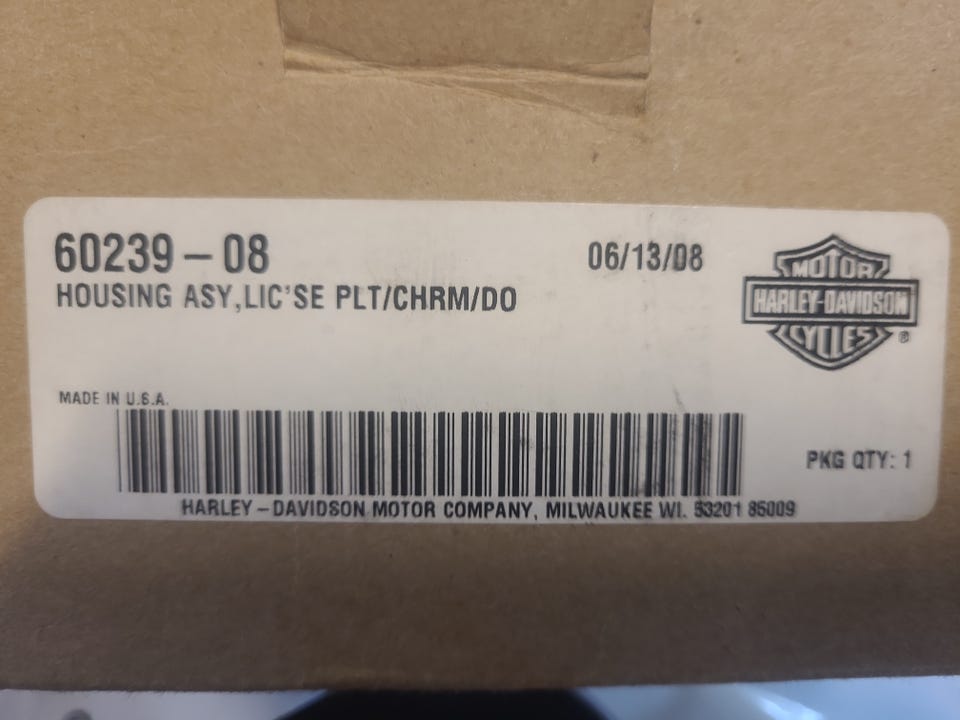 60239 – 08
06/13/08
HOUSING ASY,LIC'SE PLT/CHRM/DO
MOTOR
HARLEY-DAVIDSON
CYCLES ®
MADE IN U.S.A.
PKG QTY: 1
HARLEY – DAVIDSON MOTOR COMPANY, MILWAUKEE WI. 53201 85009